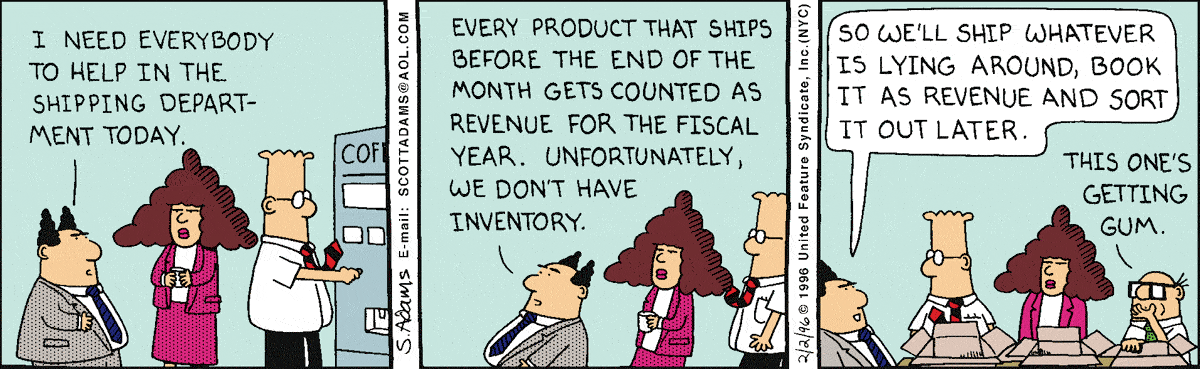 I NEED EVERYBODY
TO HELP IN THE
SHIPPING DEPART-
MENT TODAY.
COFF
S.Adams E-mail: SCOTTADAMS@AOL.COM
EVERY PRODUCT THAT SHIPS
BEFORE THE END OF THE
MONTH GETS COUNTED AS
REVENUE FOR THE FISCAL
YEAR. UNFORTUNATELY,
WE DON'T HAVE
INVENTORY.
2/2/96 © 1996 United Feature Syndicate, Inc.(NYC)
SO WE'LL SHIP WHATEVER
IS LYING AROUND, BOOK
IT AS REVENUE AND SORT
IT OUT LATER.
THIS ONE'S
GETTING
GUM.